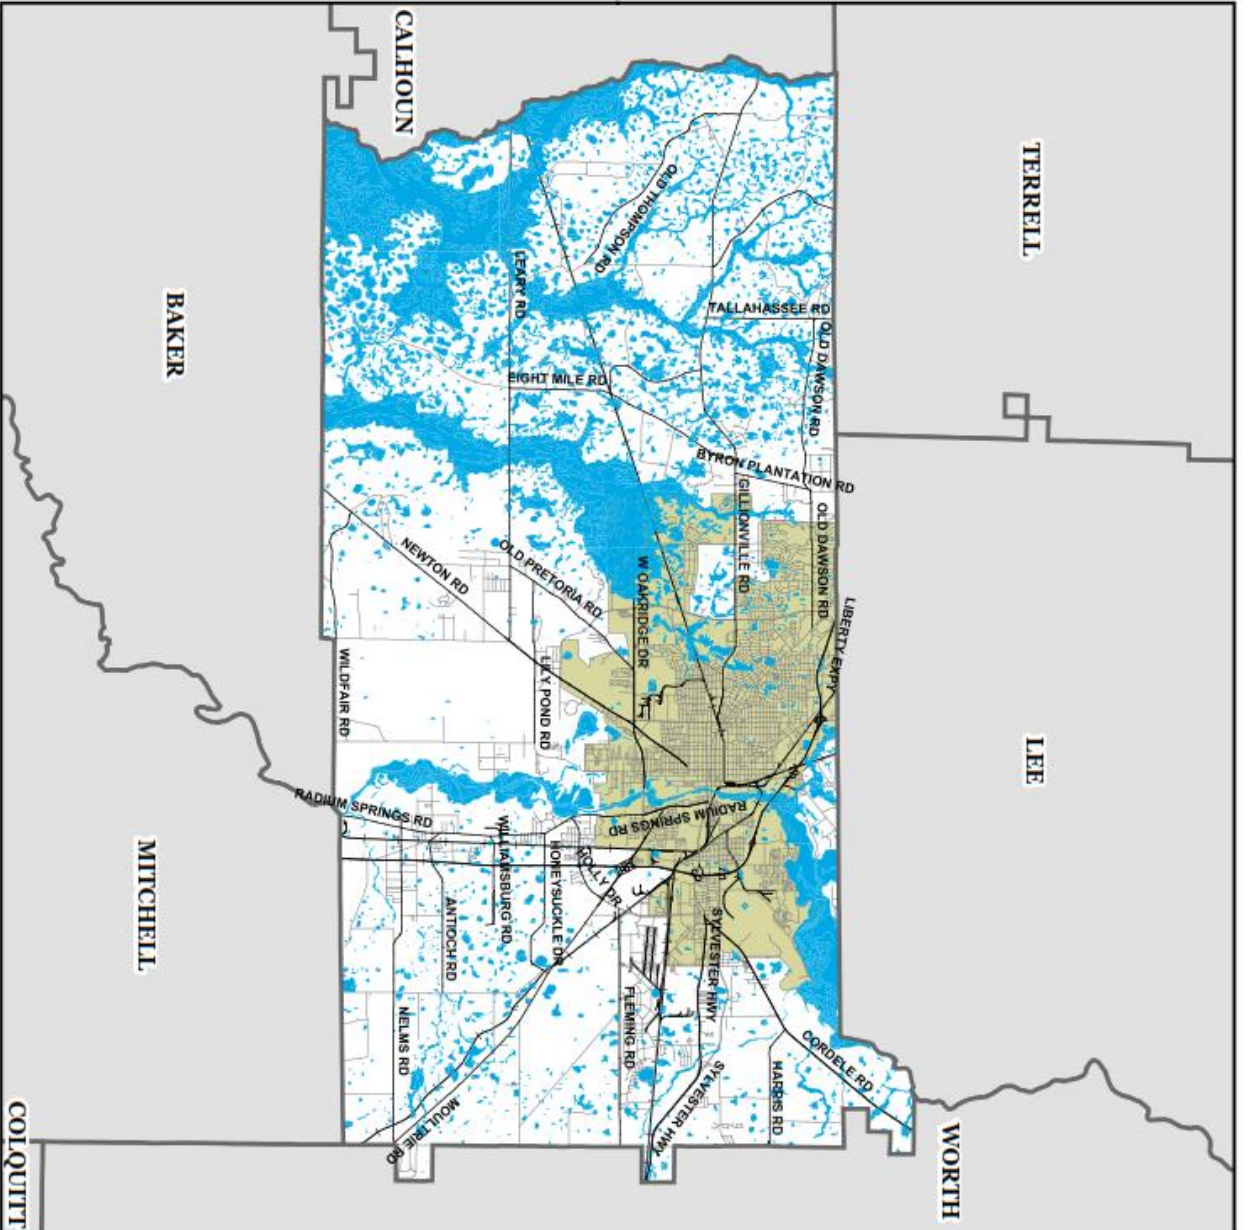 TERRELL
LEE
WORTH
LIBERTY EXPY
OLD DAWSON RD
OLD DAWSON RD
CORDELE RD
TALLAHASSEE RD
BYRON PLANTATION RD
HARRIS RD
GILLIONVILLE RD
SYLVESTER HWY
SYLVESTER HWY
RADIUM SPRINGS RD
OLD THOMPSON RD
W OAKRIDGE DR
FLEMING RD
HOLLY DR
EIGHT MILE RD
OLD PRETORIA RD
LILY POND RD
HONEYSUCKLE DR
LEARY RD
WILLIAMSBURG RD
ANTIOCH RD
NEWTON RD
MOULTRIE RD
NELMS RD
CALHOUN
RADIUM SPRINGS RD
WILDFAIR RD
BAKER
MITCHELL
COLQUITT